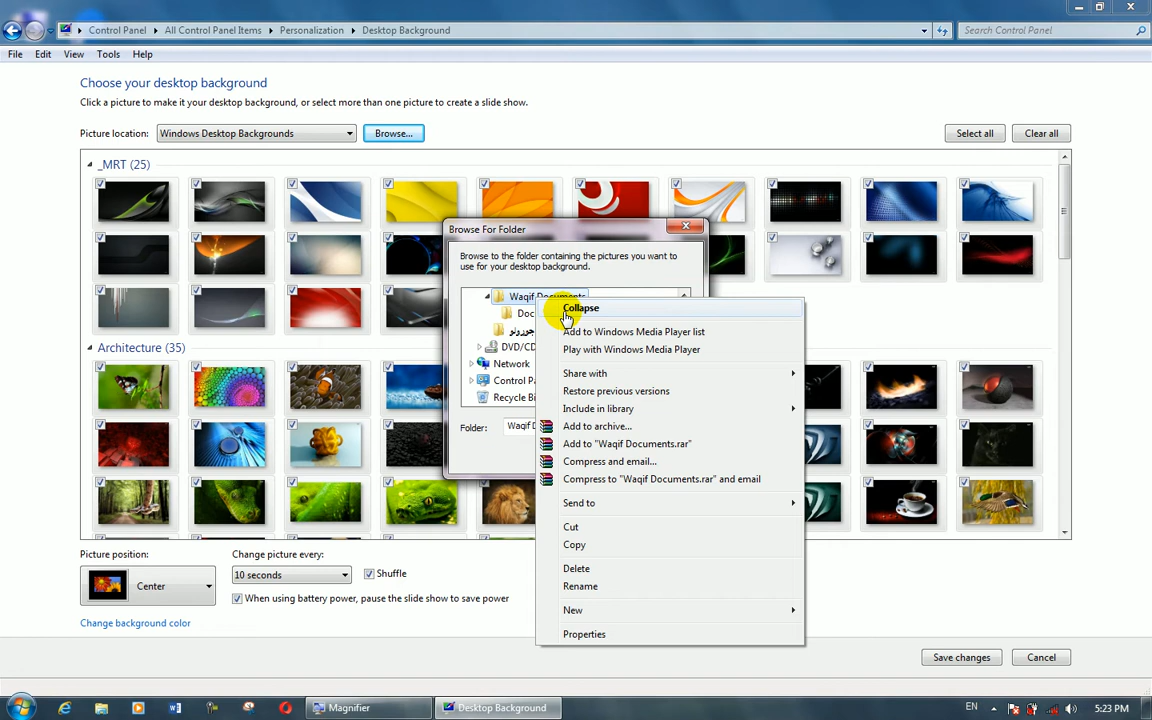 Control Panel
All Control Panel Items
Personalization
Desktop Background
Search Control Panel
File Edit View Tools Help
Choose your desktop background
Click a picture to make it your desktop background, or select more than one picture to create a slide show.
Picture location:
Windows Desktop Backgrounds
Browse...
Select all
Clear all
_MRT (25)
Browse For Folder
Browse to the folder containing the pictures you want to
use for your desktop background.
Waqif Documents
Doc
DVD/CD
Network
Control Pa
Recycle Bi
Folder:
Waqif D
Collapse
Add to Windows Media Player list
Play with Windows Media Player
Share with
Restore previous versions
Include in library
Add to archive...
Add to "Waqif Documents.rar"
Compress and email...
Compress to "Waqif Documents.rar" and email
Send to
Cut
Copy
Delete
Rename
New
Properties
Architecture (35)
Picture position:
Center
Change picture every:
10 seconds
Shuffle
When using battery power, pause the slide show to save power
Change background color
Save changes
Cancel
Magnifier
Desktop Background
EN
5:23 PM